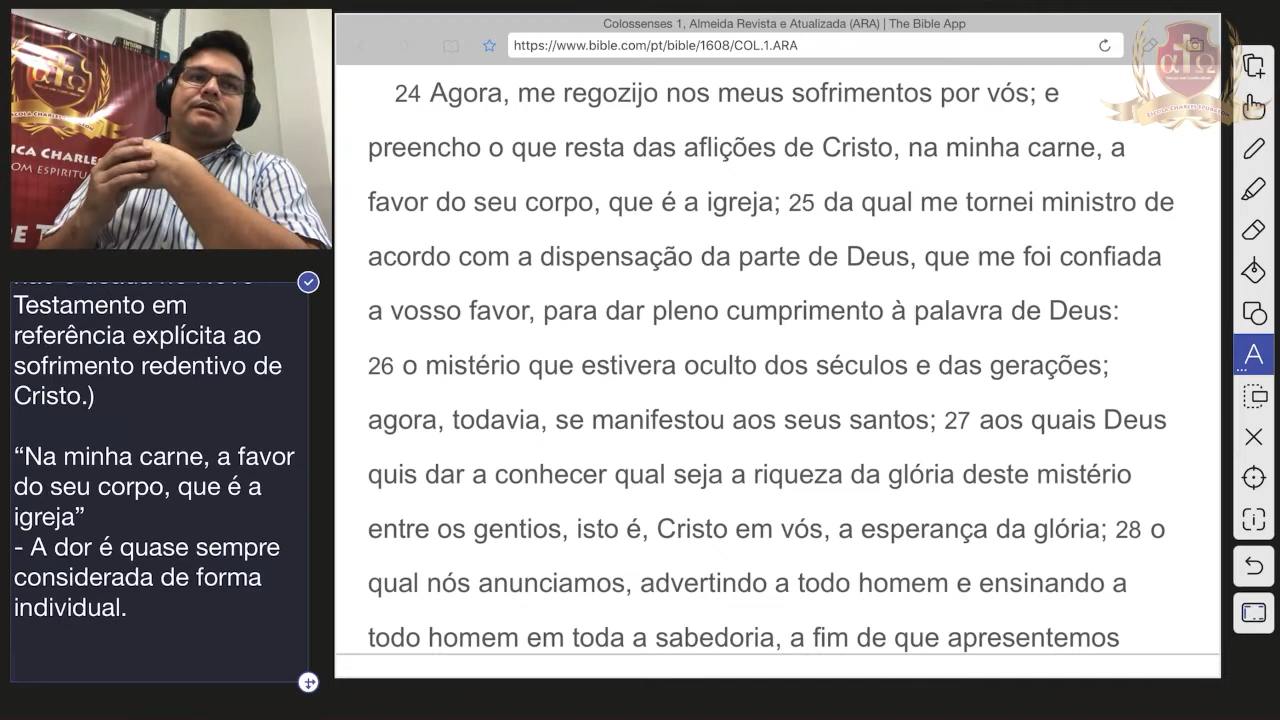 Colossenses 1, Almeida Revista e Atualizada (ARA) | The Bible App
https://www.bible.com/pt/bible/1608/COL.1.ARA
24 Agora, me regozijo nos meus sofrimentos por vós; e
preencho o que resta das aflições de Cristo, na minha carne, a
favor do seu corpo, que é a igreja; 25 da qual me tornei ministro de
acordo com a dispensação da parte de Deus, que me foi confiada
a vosso favor, para dar pleno cumprimento à palavra de Deus:
26 o mistério que estivera oculto dos séculos e das gerações;
agora, todavia, se manifestou aos seus santos; 27 aos quais Deus
quis dar a conhecer qual seja a riqueza da glória deste mistério
entre os gentios, isto é, Cristo em vós, a esperança da glória; 28 o
qual nós anunciamos, advertindo a todo homem e ensinando a
todo homem em toda a sabedoria, a fim de que apresentemos
Testamento em
referência explícita ao
sofrimento redentivo de
Cristo.)
“Na minha carne, a favor
do seu corpo, que é a
igreja”
- A dor é quase sempre
considerada de forma
individual.
ICA CHARLE
OM ESPIRITU
RE T
α Ω
ESCOLA CHARLES SPURGEON
A